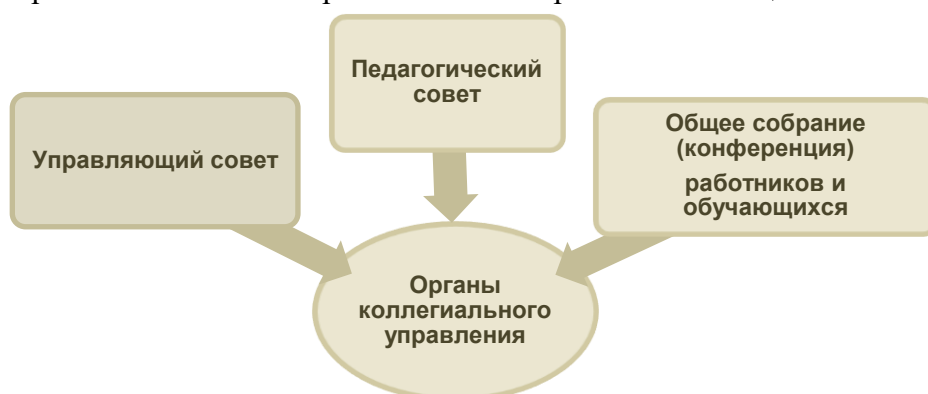 Педагогический
совет
Управляющий совет
Общее собрание
(конференция)
работников и
обучающихся
Органы
коллегиального
управления